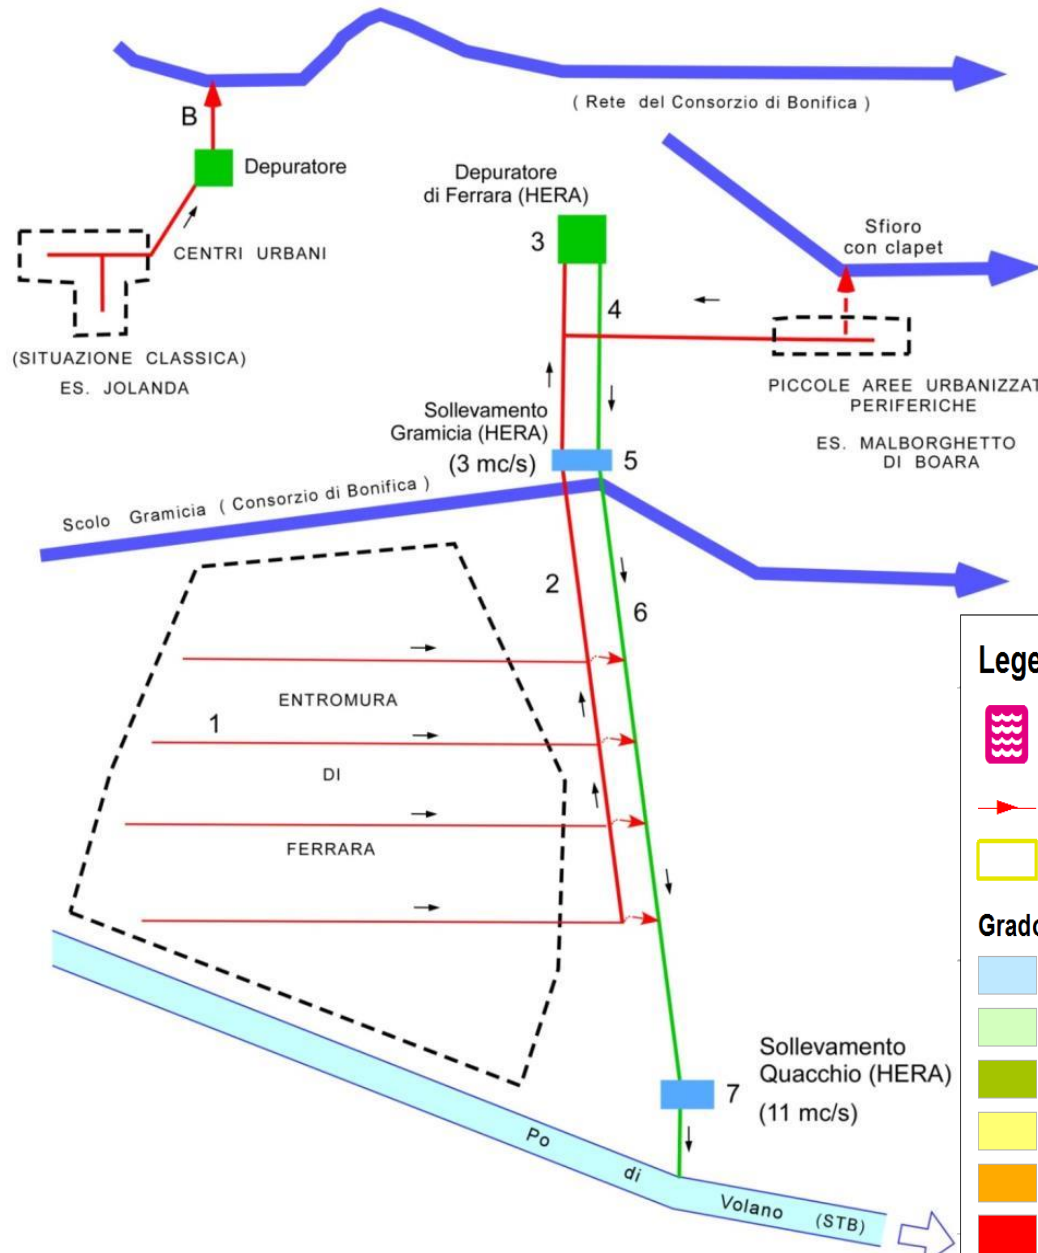 ( Rete del Consorzio di Bonifica )
B
Depuratore
CENTRI URBANI
(SITUAZIONE CLASSICA)
ES. JOLANDA
Depuratore
di Ferrara (HERA)
3
4
Sfioro
con clapet
PICCOLE AREE URBANIZZAT
PERIFERICHE
ES. MALBORGHETTO
DI BOARA
Sollevamento
Gramicia (HERA)
(3 mc/s)
5
Scolo Gramicia ( Consorzio di Bonifica )
2
6
ENTROMURA
1
DI
FERRARA
Lege
Grado
Sollevamento
Quacchio (HERA)
7
(11 mc/s)
Po di Volano (STB)